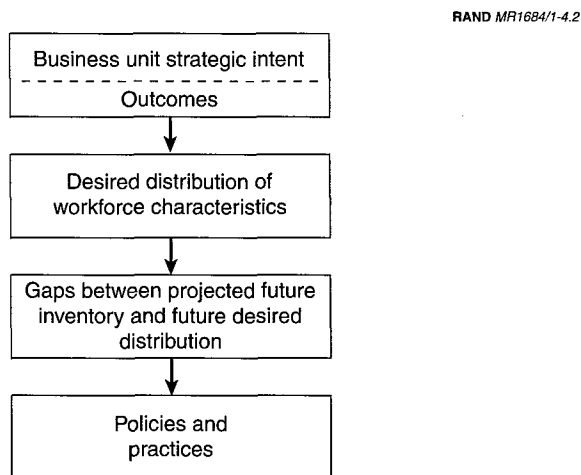 RAND MR1684/1-4.2
Business unit strategic intent
Outcomes
Desired distribution of
workforce characteristics
Gaps between projected future
inventory and future desired
distribution
Policies and
practices